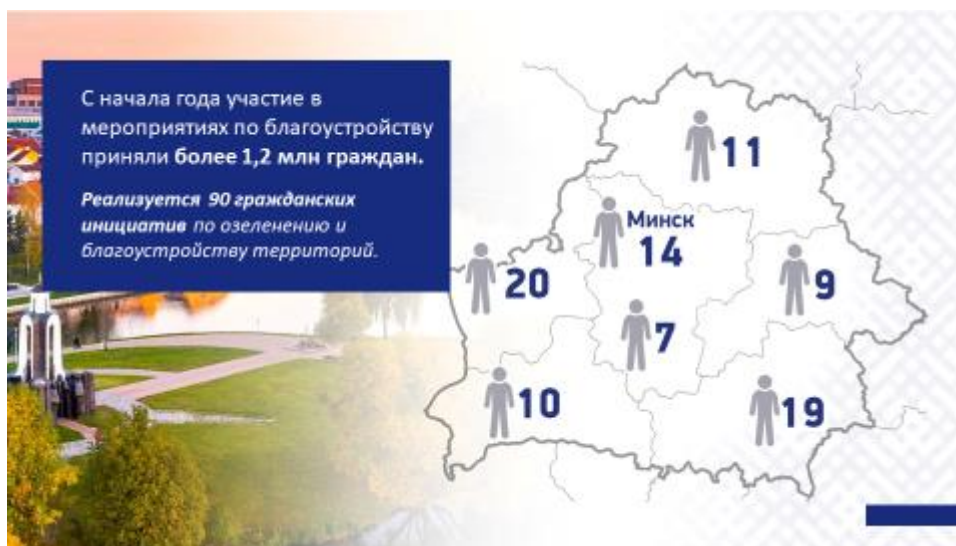 С начала года участие в
мероприятиях по благоустройству
приняли более 1,2 млн граждан.
Реализуется 90 гражданских
инициатив по озеленению и
благоустройству территорий.
11
Минск
14
20
9
7
10
19